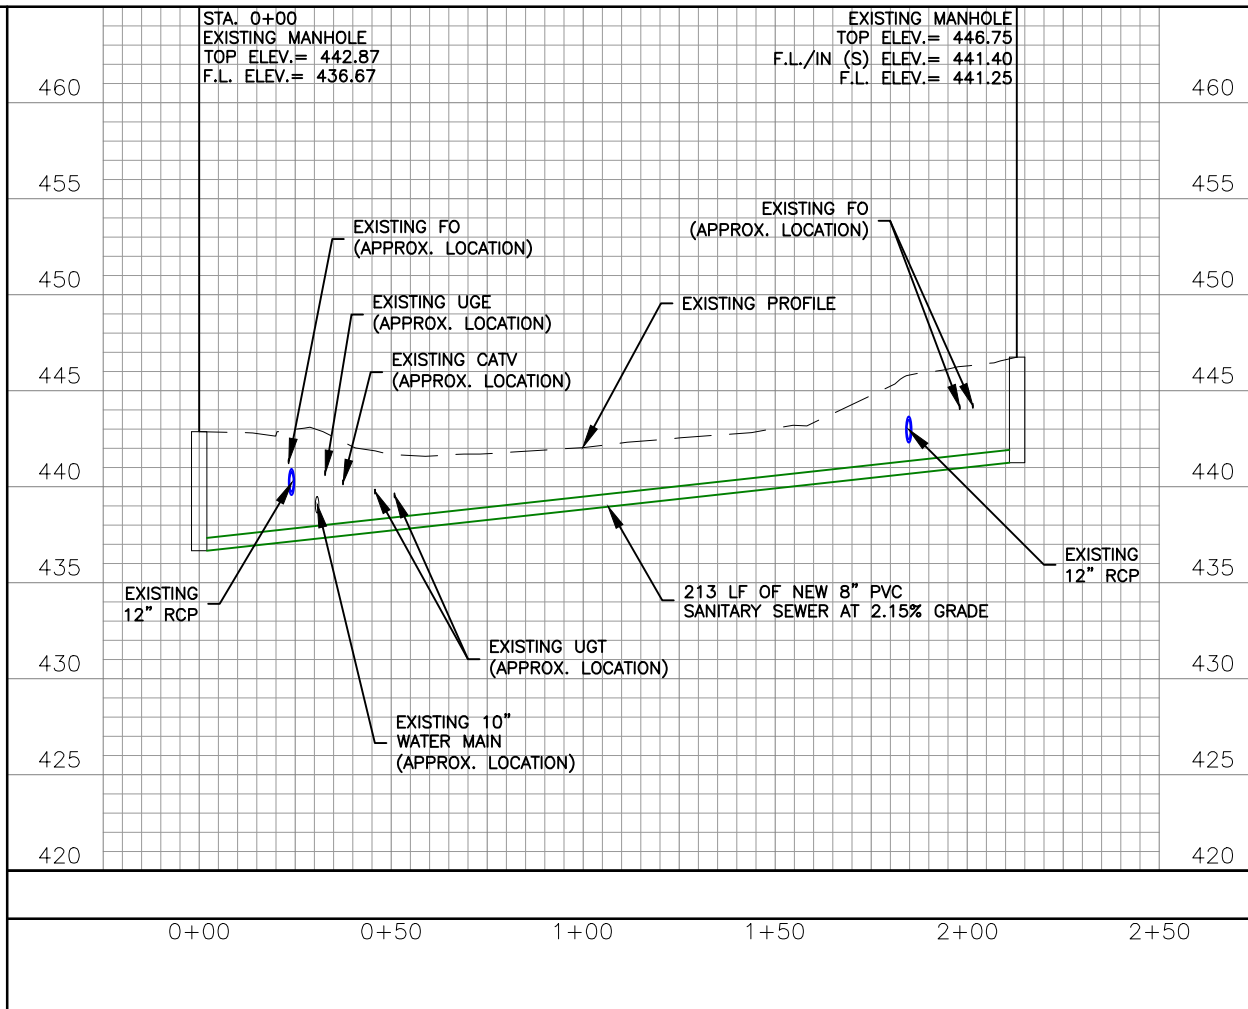 STA. 0+00
EXISTING MANHOLE
TOP ELEV.= 442.87
F.L. ELEV.= 436.67
EXISTING MANHOLE
TOP ELEV.= 446.75
F.L./IN (S) ELEV.= 441.40
F.L. ELEV.= 441.25
460
460
455
455
EXISTING FO
(APPROX. LOCATION)
EXISTING FO
(APPROX. LOCATION)
450
450
EXISTING UGE
(APPROX. LOCATION)
EXISTING PROFILE
EXISTING CATV
(APPROX. LOCATION)
445
445
440
440
435
435
EXISTING
12" RCP
EXISTING
12" RCP
213 LF OF NEW 8" PVC
SANITARY SEWER AT 2.15% GRADE
EXISTING UGT
(APPROX. LOCATION)
430
430
EXISTING 10"
WATER MAIN
(APPROX. LOCATION)
425
425
420
420
0+00
0+50
1+00
1+50
2+00
2+50